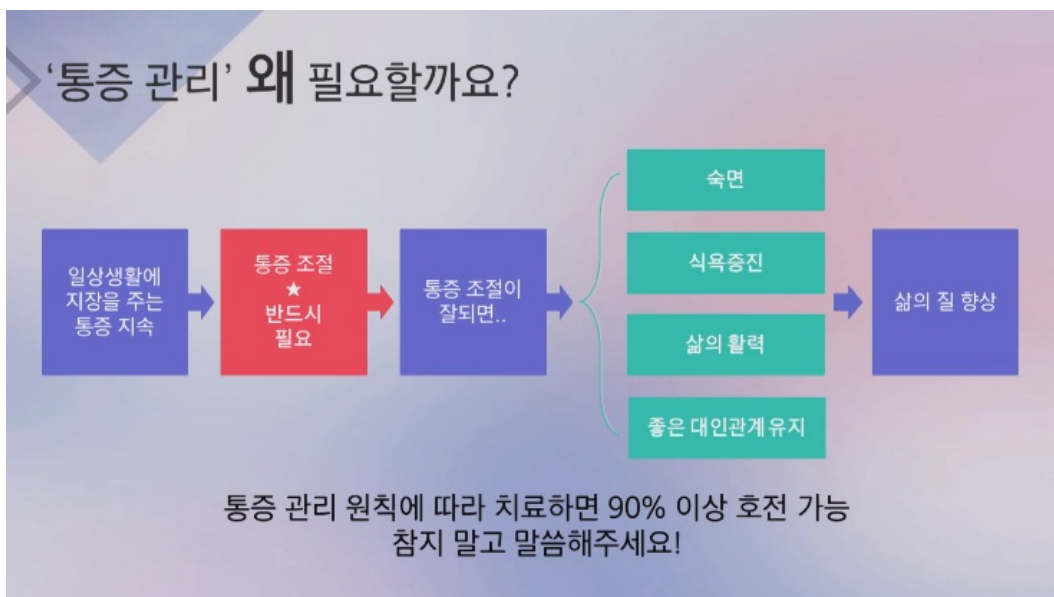 ‘통증 관리’ 왜 필요할까요?
일상생활에
지장을 주는
통증 지속
통증 조절
★
반드시
필요
통증 조절이
잘되면..
숙면
식욕증진
삶의 활력
좋은 대인관계유지
삶의 질 향상
통증 관리 원칙에 따라 치료하면 90% 이상 호전 가능
참지 말고 말씀해주세요!